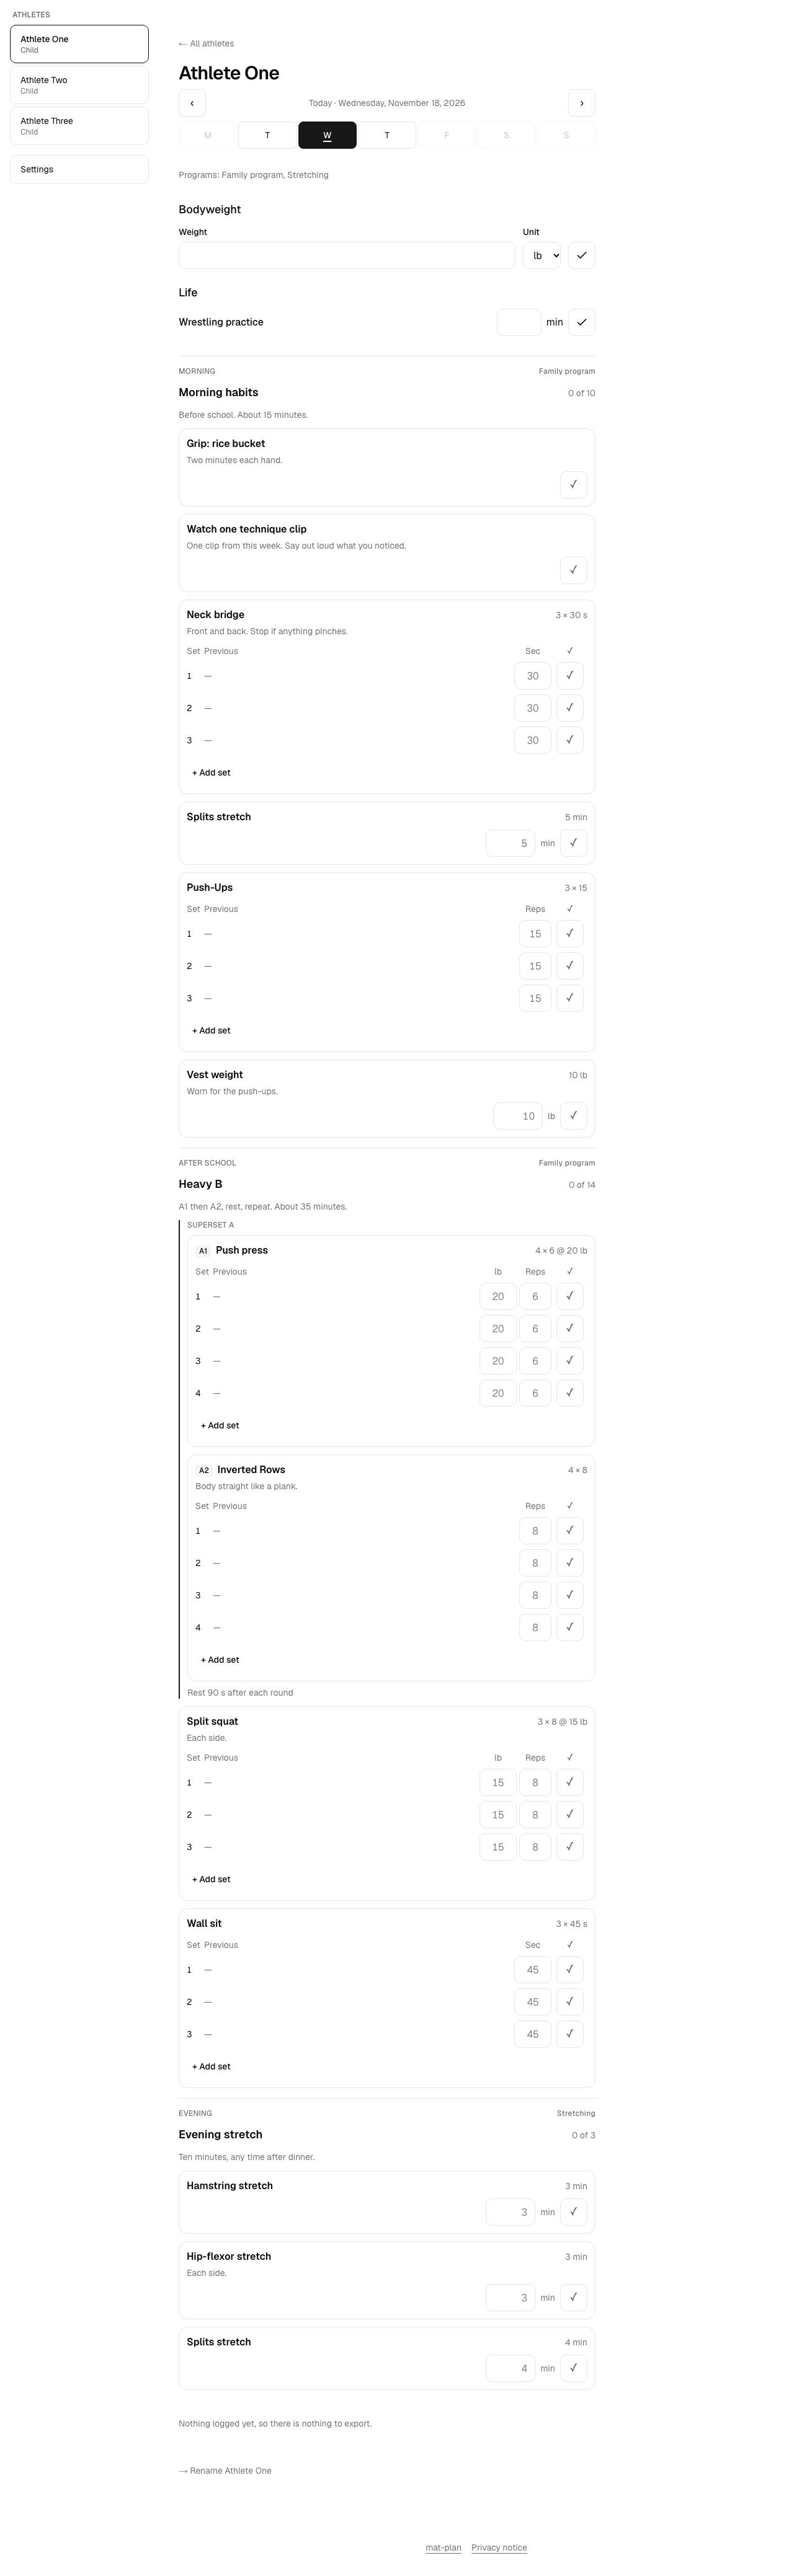 ATHLETES
Athlete One
Child
Athlete Two
Child
Athlete Three
Child
Settings
← All athletes
Athlete One
‹ Today · Wednesday, November 18, 2026 ›
M T W T F S S
Programs: Family program, Stretching
Bodyweight
Weight Unit
lb ✓
Life
Wrestling practice min ✓
MORNING Family program
Morning habits 0 of 10
Before school. About 15 minutes.
Grip: rice bucket
Two minutes each hand.
✓
Watch one technique clip
One clip from this week. Say out loud what you noticed.
✓
Neck bridge 3 × 30 s
Front and back. Stop if anything pinches.
Set Previous Sec ✓
1 — 30 ✓
2 — 30 ✓
3 — 30 ✓
+ Add set
Splits stretch 5 min
5 min ✓
Push-Ups 3 × 15
Set Previous Reps ✓
1 — 15 ✓
2 — 15 ✓
3 — 15 ✓
+ Add set
Vest weight 10 lb
Worn for the push-ups.
10 lb ✓
AFTER SCHOOL Family program
Heavy B 0 of 14
A1 then A2, rest, repeat. About 35 minutes.
SUPERSET A
A1 Push press 4 × 6 @ 20 lb
Set Previous lb Reps ✓
1 — 20 6 ✓
2 — 20 6 ✓
3 — 20 6 ✓
4 — 20 6 ✓
+ Add set
A2 Inverted Rows 4 × 8
Body straight like a plank.
Set Previous Reps ✓
1 — 8 ✓
2 — 8 ✓
3 — 8 ✓
4 — 8 ✓
+ Add set
Rest 90 s after each round
Split squat 3 × 8 @ 15 lb
Each side.
Set Previous lb Reps ✓
1 — 15 8 ✓
2 — 15 8 ✓
3 — 15 8 ✓
+ Add set
Wall sit 3 × 45 s
Set Previous Sec ✓
1 — 45 ✓
2 — 45 ✓
3 — 45 ✓
+ Add set
EVENING Stretching
Evening stretch 0 of 3
Ten minutes, any time after dinner.
Hamstring stretch 3 min
3 min ✓
Hip-flexor stretch 3 min
Each side.
3 min ✓
Splits stretch 4 min
4 min ✓
Nothing logged yet, so there is nothing to export.
→ Rename Athlete One
mat-plan Privacy notice